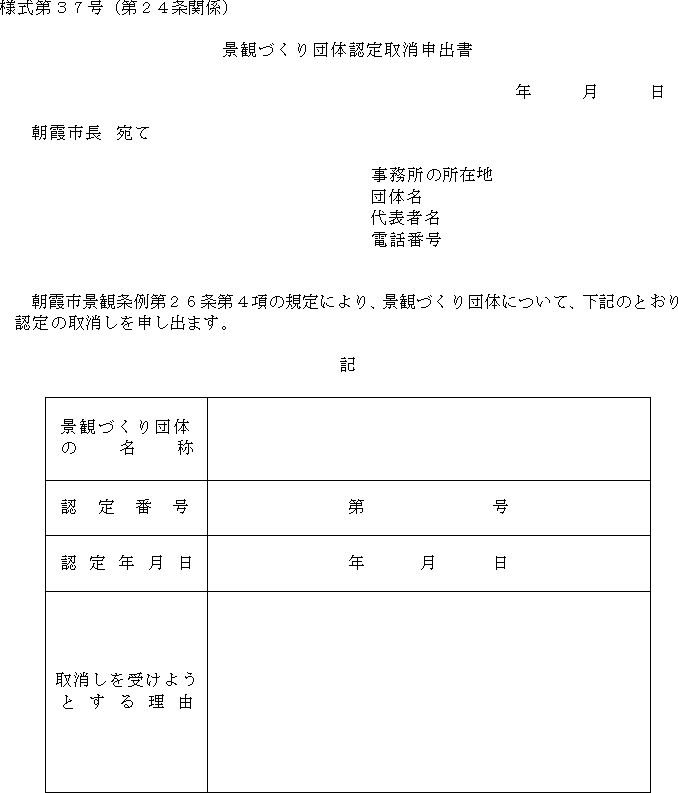 様式第３７号（第２４条関係）
景観づくり団体認定取消申出書
年　　　月　　　日
朝霞市長　宛て
事務所の所在地
団体名
代表者名
電話番号
朝霞市景観条例第２６条第４項の規定により、景観づくり団体について、下記のとおり
認定の取消しを申し出ます。
記
景観づくり団体
の　名　称
認　定　番　号　　第　　　　　　　号
認　定　年　月　日　　年　　　月　　　日
取消しを受けよう
と　す　る　理　由